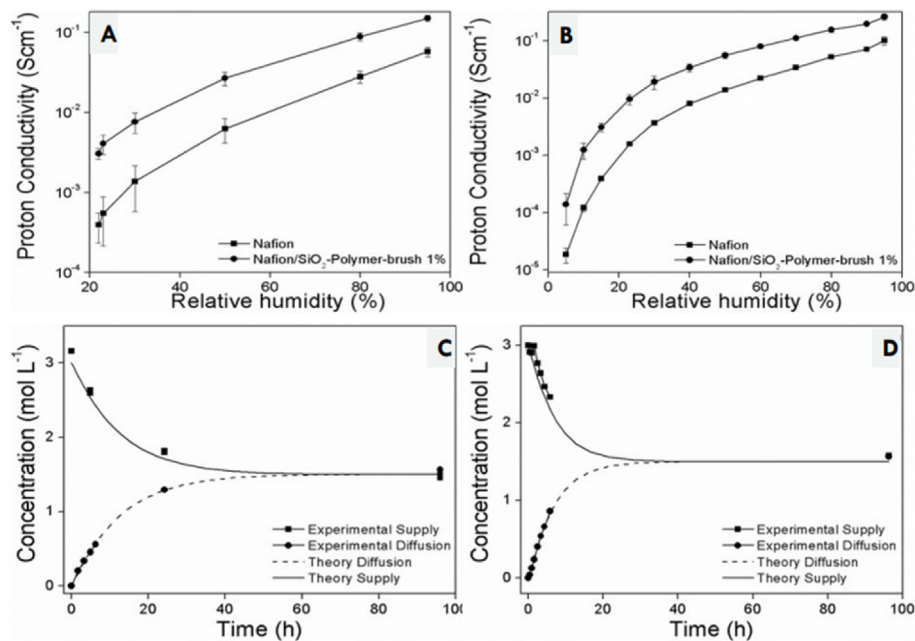 A
Proton Conductivity (Scm⁻¹)
10⁻¹
10⁻²
10⁻³
10⁻⁴
Nafion
Nafion/SiO₂-Polymer-brush 1%
20 40 60 80 100
Relative humidity (%)
B
Proton Conductivity (Scm⁻¹)
10⁻¹
10⁻²
10⁻³
10⁻⁴
10⁻⁵
Nafion
Nafion/SiO₂-Polymer-brush 1%
0 20 40 60 80 100
Relative humidity (%)
C
Concentration (mol L⁻¹)
3
2
1
0
Experimental Supply
Experimental Diffusion
Theory Diffusion
Theory Supply
0 20 40 60 80 100
Time (h)
D
Concentration (mol L⁻¹)
3
2
1
0
Experimental Supply
Experimental Diffusion
Theory Diffusion
Theory Supply
0 20 40 60 80 100
Time (h)